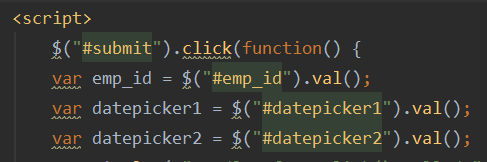 <script>
$("#submit").click(function() {
var emp_id = $("#emp_id").val();
var datepicker1 = $("#datepicker1").val();
var datepicker2 = $("#datepicker2").val();